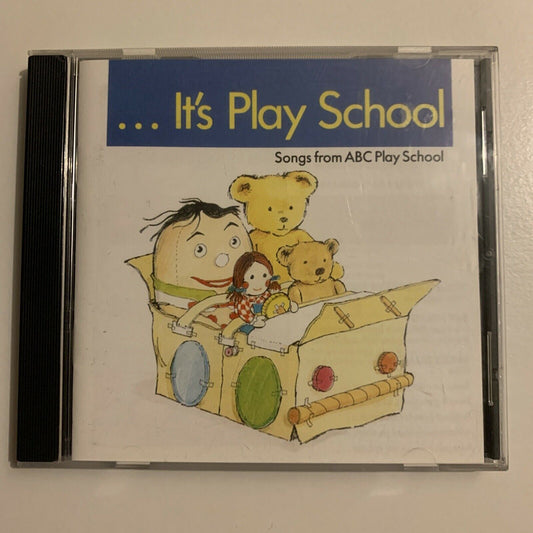 ... It's Play School
Songs from ABC Play School